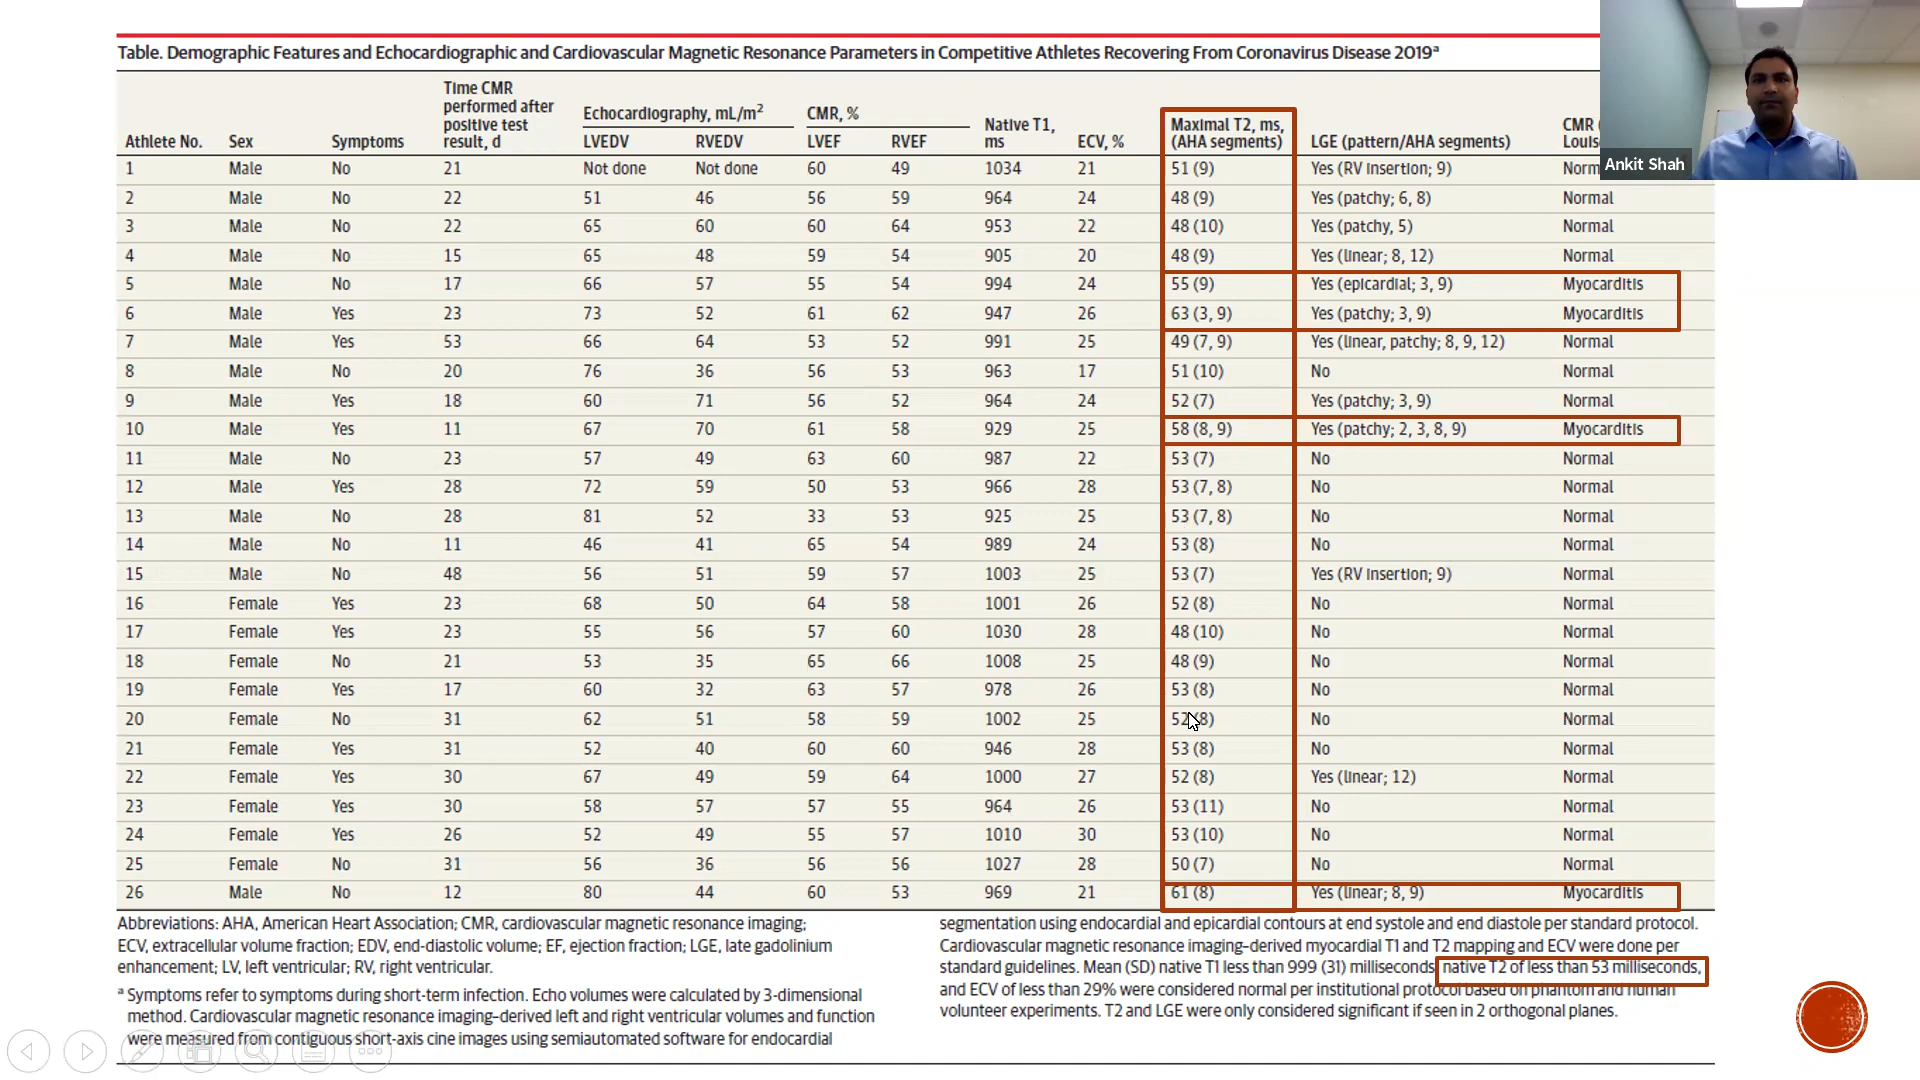 Table. Demographic Features and Echocardiographic and Cardiovascular Magnetic Resonance Parameters in Competitive Athletes Recovering From Coronavirus Disease 2019ª
Athlete No. Sex Symptoms Time CMR performed after positive test result, d Echocardiography, mL/m² LVEDV RVEDV CMR, % LVEF RVEF Native T1, ms ECV, % Maximal T2, ms, (AHA segments) LGE (pattern/AHA segments) CMR
1 Male No 21 Not done Not done 60 49 1034 21 51 (9) Yes (RV insertion; 9)
2 Male No 22 51 46 56 59 964 24 48 (9) Yes (patchy; 6, 8) Normal
3 Male No 22 65 60 60 64 953 22 48 (10) Yes (patchy, 5) Normal
4 Male No 15 65 48 59 54 905 20 48 (9) Yes (linear; 8, 12) Normal
5 Male No 17 66 57 55 54 994 24 55 (9) Yes (epicardial; 3, 9) Myocarditis
6 Male Yes 23 73 52 61 62 947 26 63 (3, 9) Yes (patchy; 3, 9) Myocarditis
7 Male Yes 53 66 64 53 52 991 25 49 (7, 9) Yes (linear, patchy; 8, 9, 12) Normal
8 Male No 20 76 36 56 53 963 17 51 (10) No Normal
9 Male Yes 18 60 71 56 52 964 24 52 (7) Yes (patchy; 3, 9) Normal
10 Male Yes 11 67 70 61 58 929 25 58 (8, 9) Yes (patchy; 2, 3, 8, 9) Myocarditis
11 Male No 23 57 49 63 60 987 22 53 (7) No Normal
12 Male Yes 28 72 59 50 53 966 28 53 (7, 8) No Normal
13 Male No 28 81 52 33 53 925 25 53 (7, 8) No Normal
14 Male No 11 46 41 65 54 989 24 53 (8) No Normal
15 Male No 48 56 51 59 57 1003 25 53 (7) Yes (RV insertion; 9) Normal
16 Female Yes 23 68 50 64 58 1001 26 52 (8) No Normal
17 Female Yes 23 55 56 57 60 1030 28 48 (10) No Normal
18 Female No 21 53 35 65 66 1008 25 48 (9) No Normal
19 Female Yes 17 60 32 63 57 978 26 53 (8) No Normal
20 Female No 31 62 51 58 59 1002 25 52 (8) No Normal
21 Female Yes 31 52 40 60 60 946 28 53 (8) No Normal
22 Female Yes 30 67 49 59 64 1000 27 52 (8) Yes (linear; 12) Normal
23 Female Yes 30 58 57 57 55 964 26 53 (11) No Normal
24 Female Yes 26 52 49 55 57 1010 30 53 (10) No Normal
25 Female No 31 56 36 56 56 1027 28 50 (7) No Normal
26 Male No 12 80 44 60 53 969 21 61 (8) Yes (linear; 8, 9) Myocarditis
Abbreviations: AHA, American Heart Association; CMR, cardiovascular magnetic resonance imaging;
ECV, extracellular volume fraction; EDV, end-diastolic volume; EF, ejection fraction; LGE, late gadolinium
enhancement; LV, left ventricular; RV, right ventricular.
ª Symptoms refer to symptoms during short-term infection. Echo volumes were calculated by 3-dimensional
method. Cardiovascular magnetic resonance imaging–derived left and right ventricular volumes and function
were measured from contiguous short-axis cine images using semiautomated software for endocardial
segmentation using endocardial and epicardial contours at end systole and end diastole per standard protocol.
Cardiovascular magnetic resonance imaging–derived myocardial T1 and T2 mapping and ECV were done per
standard guidelines. Mean (SD) native T1 less than 999 (31) milliseconds, native T2 of less than 53 milliseconds,
and ECV of less than 29% were considered normal per institutional protocol based on phantom and human
volunteer experiments. T2 and LGE were only considered significant if seen in 2 orthogonal planes.
Ankit Shah